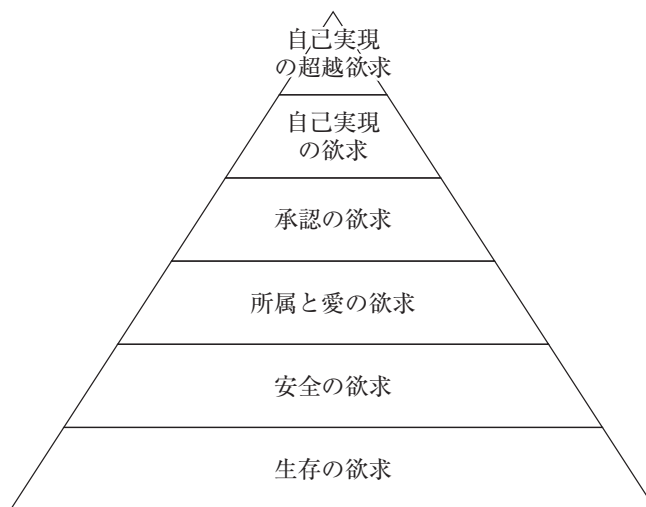 自己実現
の超越欲求
自己実現
の欲求
承認の欲求
所属と愛の欲求
安全の欲求
生存の欲求